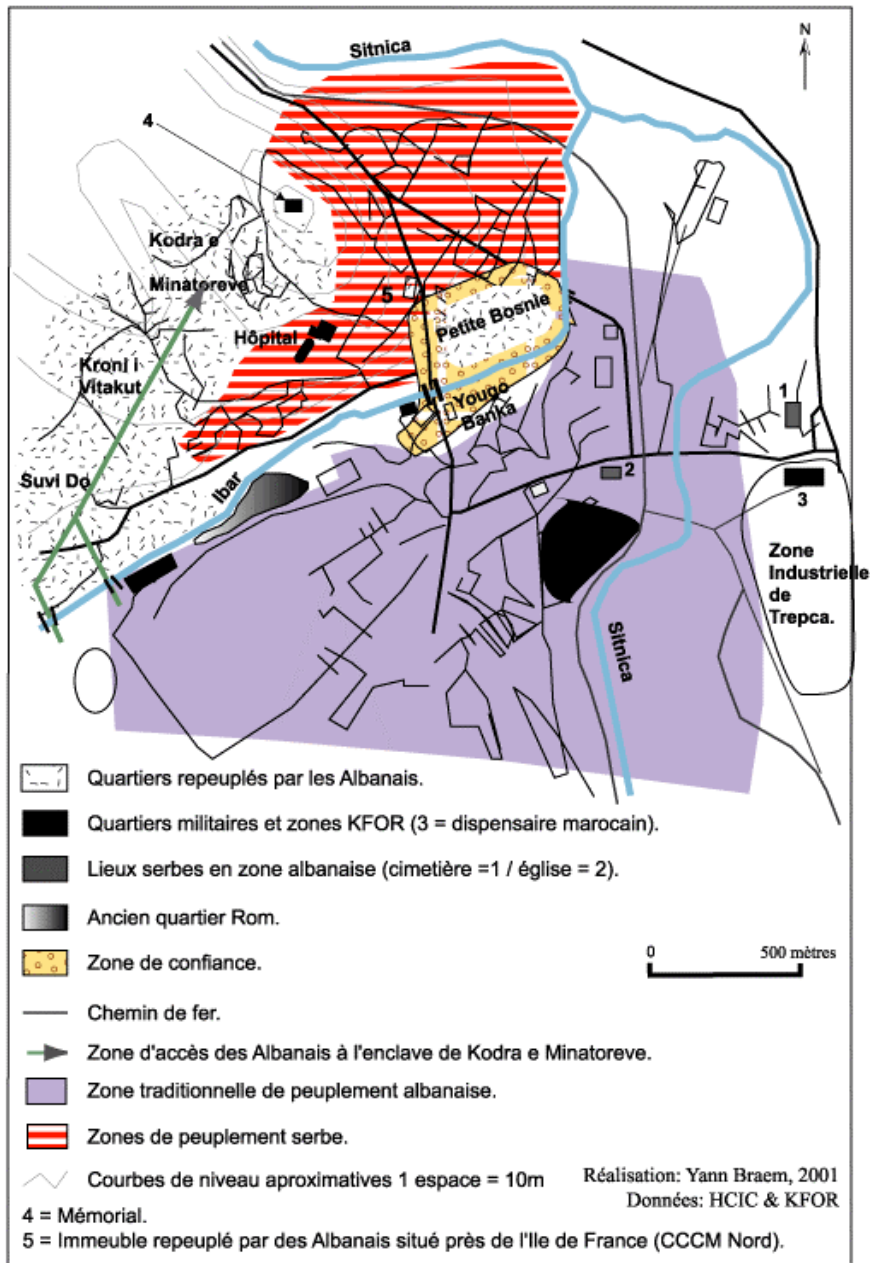 Sitnica
N
4
Kodra e
Minatoreve
5
Petite Bosnie
Hôpital
Kroni i
Vitakut
Yougo
Banka
1
Suvi Do
Ibar
2
3
Zone
Industrielle
de
Trepca.
Sitnica
Quartiers repeuplés par les Albanais.
Quartiers militaires et zones KFOR (3 = dispensaire marocain).
Lieux serbes en zone albanaise (cimetière =1 / église = 2).
Ancien quartier Rom.
Zone de confiance.
0 500 mètres
Chemin de fer.
Zone d'accès des Albanais à l'enclave de Kodra e Minatoreve.
Zone traditionnelle de peuplement albanaise.
Zones de peuplement serbe.
Courbes de niveau aproximatives 1 espace = 10m
Réalisation: Yann Braem, 2001
Données: HCIC & KFOR
4 = Mémorial.
5 = Immeuble repeuplé par des Albanais situé près de l'Ile de France (CCCM Nord).